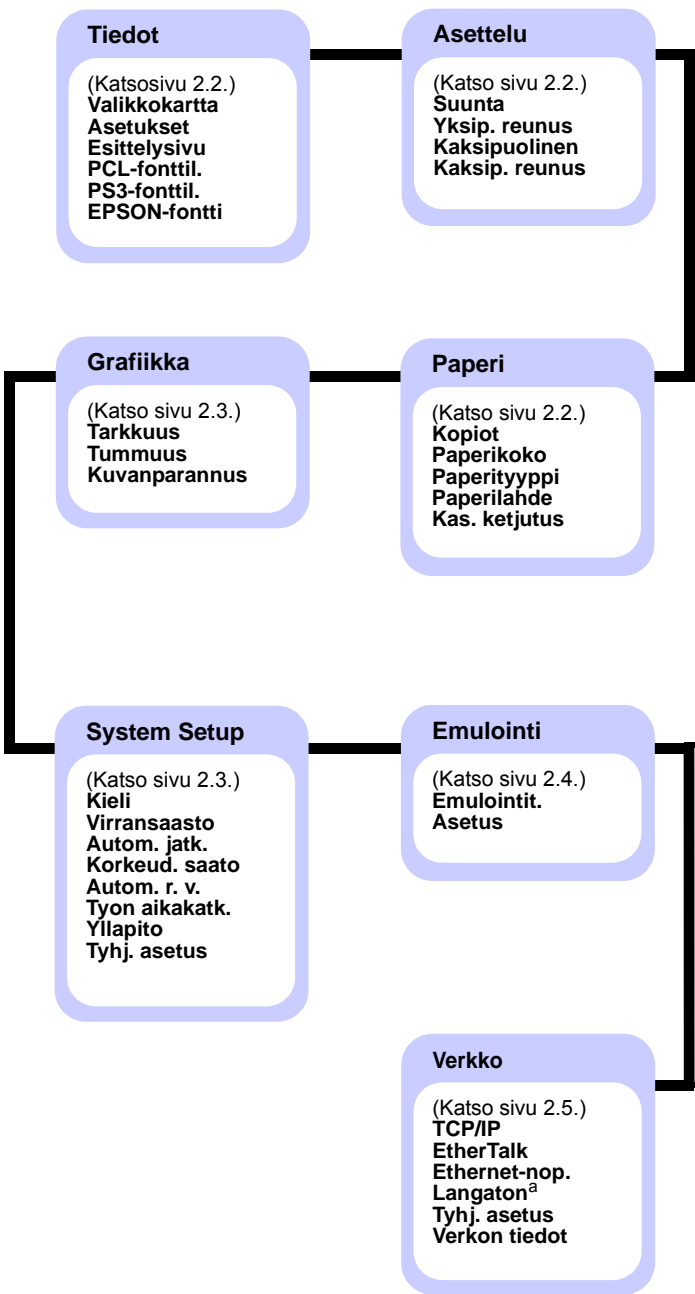 Tiedot
(Katsosivu 2.2.)
Valikkokartta
Asetukset
Esittelysivu
PCL-fonttil.
PS3-fonttil.
EPSON-fontti
Asettelu
(Katso sivu 2.2.)
Suunta
Yksip. reunus
Kaksipuolinen
Kaksip. reunus
Grafiikka
(Katso sivu 2.3.)
Tarkkuus
Tummuus
Kuvanparannus
Paperi
(Katso sivu 2.2.)
Kopiot
Paperikoko
Paperityyppi
Paperilahde
Kas. ketjutus
System Setup
(Katso sivu 2.3.)
Kieli
Virransaasto
Autom. jatk.
Korkeud. saato
Autom. r. v.
Tyon aikakatk.
Yllapito
Tyhj. asetus
Emulointi
(Katso sivu 2.4.)
Emulointit.
Asetus
Verkko
(Katso sivu 2.5.)
TCP/IP
EtherTalk
Ethernet-nop.
Langatona
Tyhj. asetus
Verkon tiedot